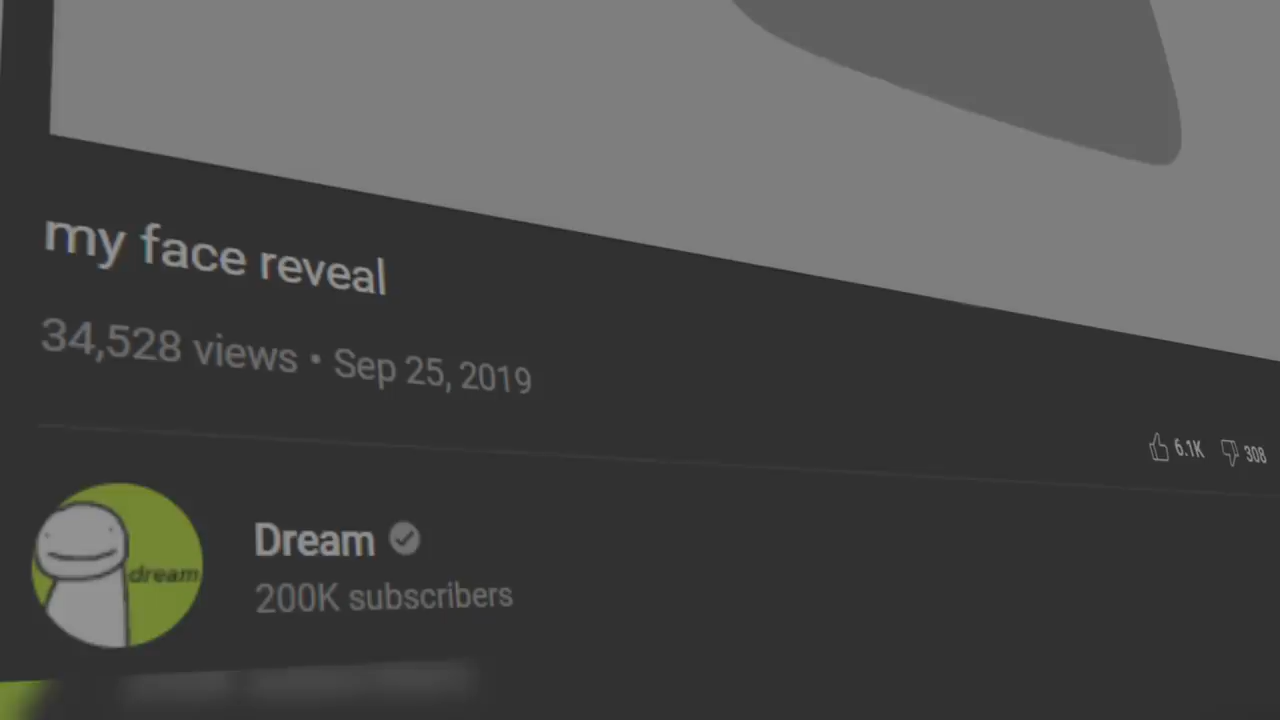 my face reveal
34,528 views • Sep 25, 2019
6.1K 308
dream
Dream
200K subscribers